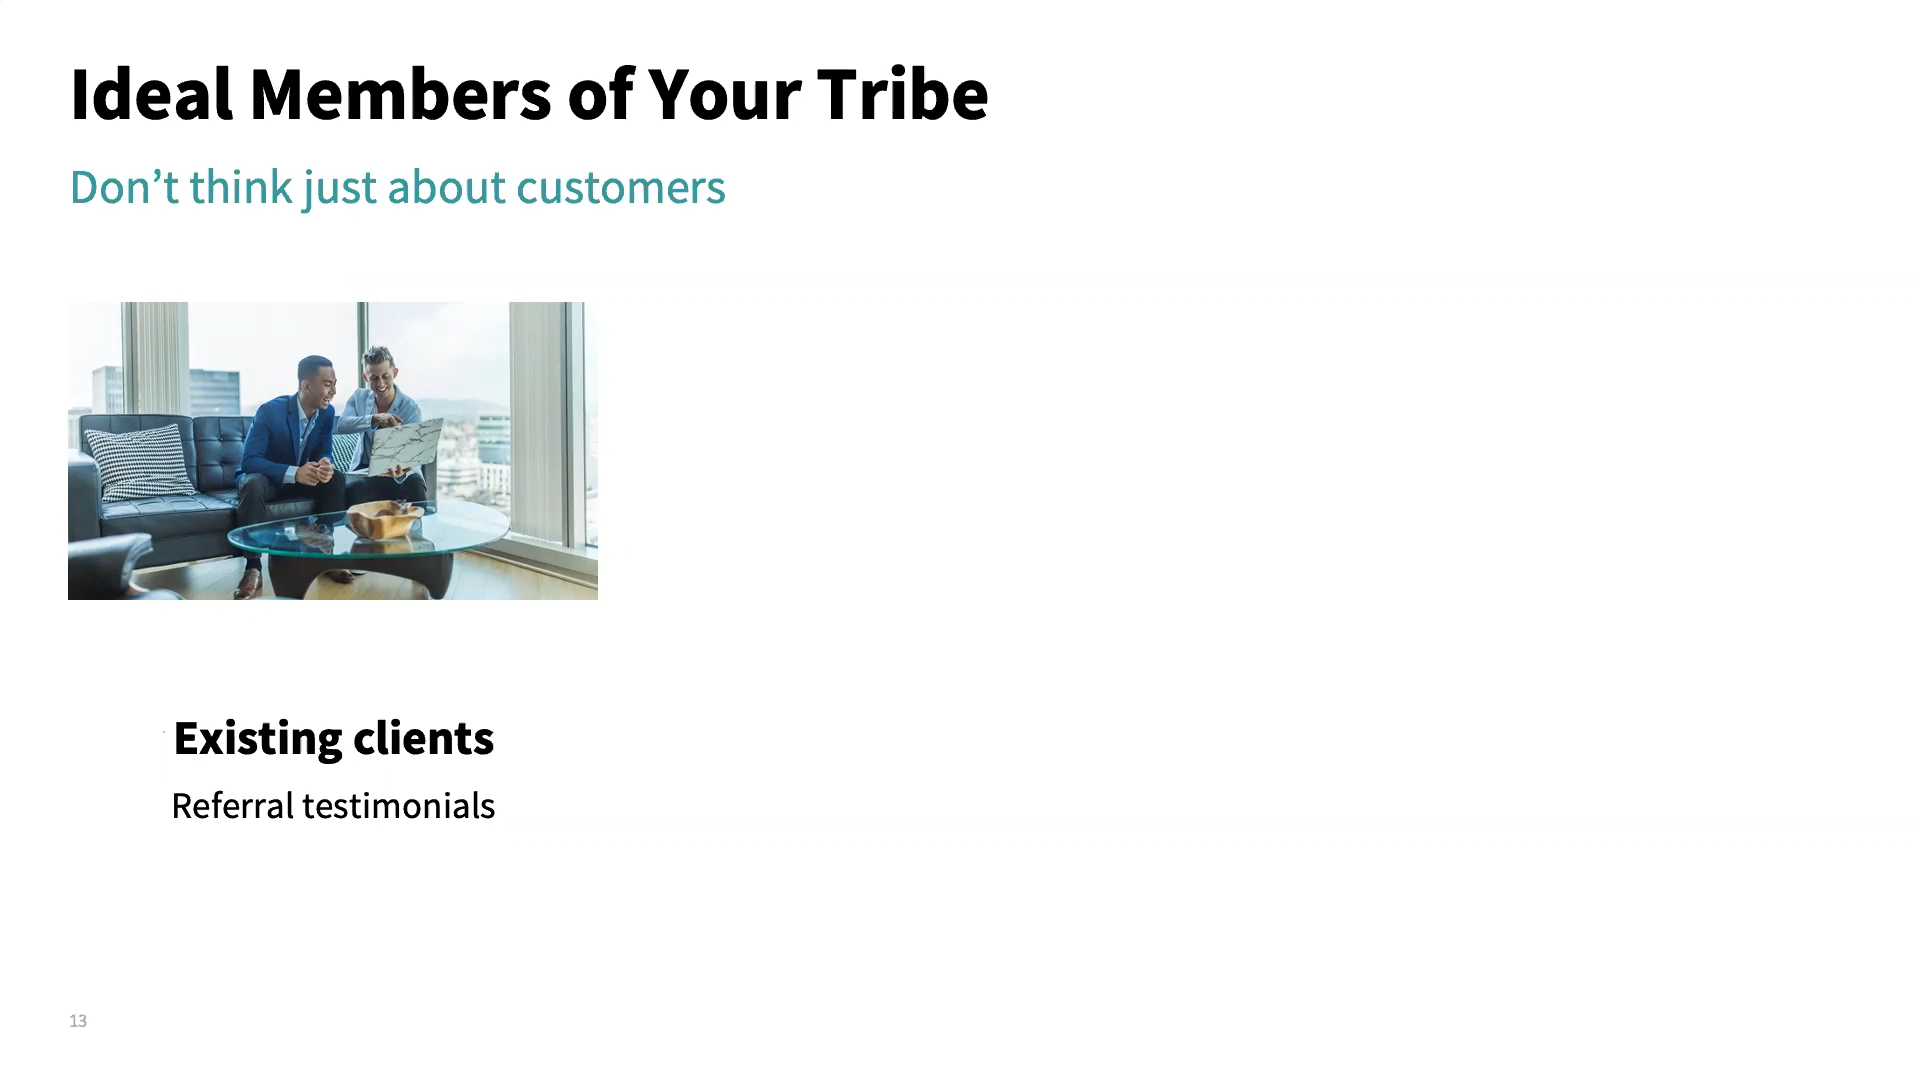 Ideal Members of Your Tribe
Don’t think just about customers
Existing clients
Referral testimonials
13